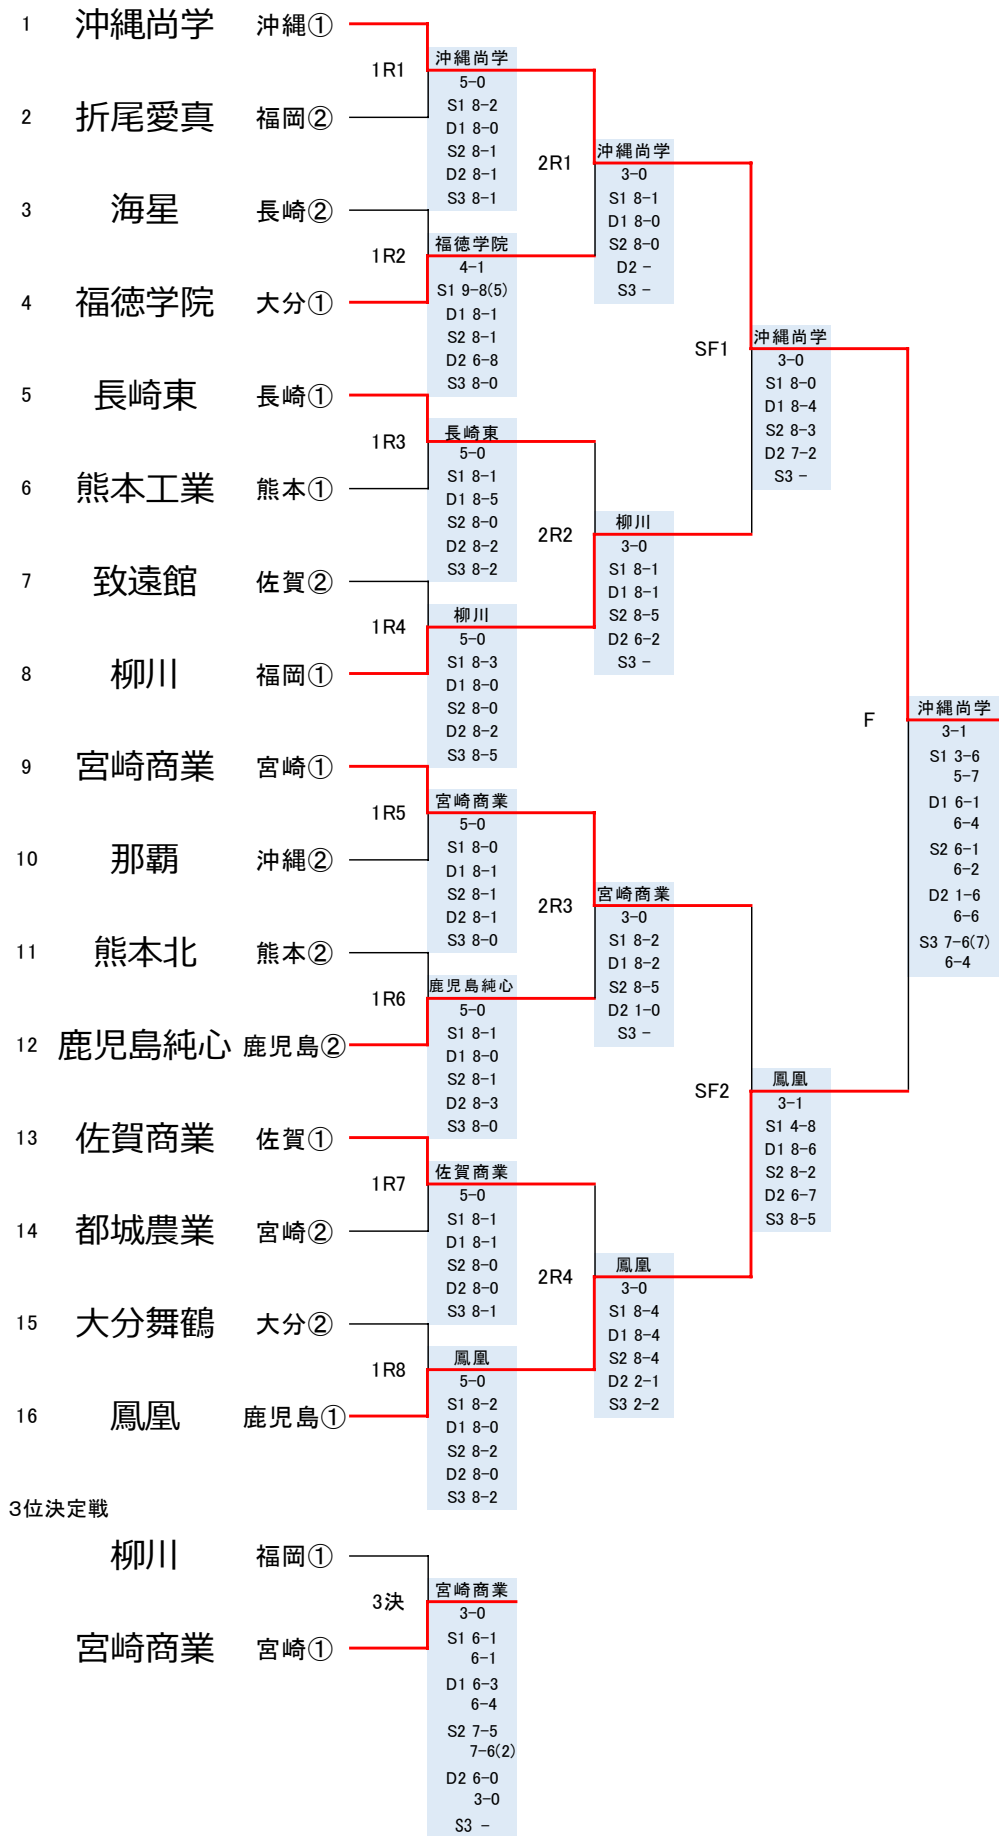 1 沖縄尚学 沖縄①
2 折尾愛真 福岡②
3 海星 長崎②
4 福徳学院 大分①
5 長崎東 長崎①
6 熊本工業 熊本①
7 致遠館 佐賀②
8 柳川 福岡①
9 宮崎商業 宮崎①
10 那覇 沖縄②
11 熊本北 熊本②
12 鹿児島純心 鹿児島②
13 佐賀商業 佐賀①
14 都城農業 宮崎②
15 大分舞鶴 大分②
16 鳳凰 鹿児島①
1R1
沖縄尚学
5-0
S1 8-2
D1 8-0
S2 8-1
D2 8-1
S3 8-1
1R2
福徳学院
4-1
S1 9-8(5)
D1 8-1
S2 8-1
D2 6-8
S3 8-0
1R3
長崎東
5-0
S1 8-1
D1 8-5
S2 8-0
D2 8-2
S3 8-2
1R4
柳川
5-0
S1 8-3
D1 8-0
S2 8-0
D2 8-2
S3 8-5
1R5
宮崎商業
5-0
S1 8-0
D1 8-1
S2 8-1
D2 8-1
S3 8-0
1R6
鹿児島純心
5-0
S1 8-1
D1 8-0
S2 8-1
D2 8-3
S3 8-0
1R7
佐賀商業
5-0
S1 8-1
D1 8-1
S2 8-0
D2 8-0
S3 8-1
1R8
鳳凰
5-0
S1 8-2
D1 8-0
S2 8-2
D2 8-0
S3 8-2
2R1
沖縄尚学
3-0
S1 8-1
D1 8-0
S2 8-0
D2 -
S3 -
2R2
柳川
3-0
S1 8-1
D1 8-1
S2 8-5
D2 6-2
S3 -
2R3
宮崎商業
3-0
S1 8-2
D1 8-2
S2 8-5
D2 1-0
S3 -
2R4
鳳凰
3-0
S1 8-4
D1 8-4
S2 8-4
D2 2-1
S3 2-2
SF1
沖縄尚学
3-0
S1 8-0
D1 8-4
S2 8-3
D2 7-2
S3 -
SF2
鳳凰
3-1
S1 4-8
D1 8-6
S2 8-2
D2 6-7
S3 8-5
F
沖縄尚学
3-1
S1 3-6
5-7
D1 6-1
6-4
S2 6-1
6-2
D2 1-6
6-6
S3 7-6(7)
6-4
3位決定戦
柳川 福岡①
宮崎商業 宮崎①
3決
宮崎商業
3-0
S1 6-1
6-1
D1 6-3
6-4
S2 7-5
7-6(2)
D2 6-0
3-0
S3 -